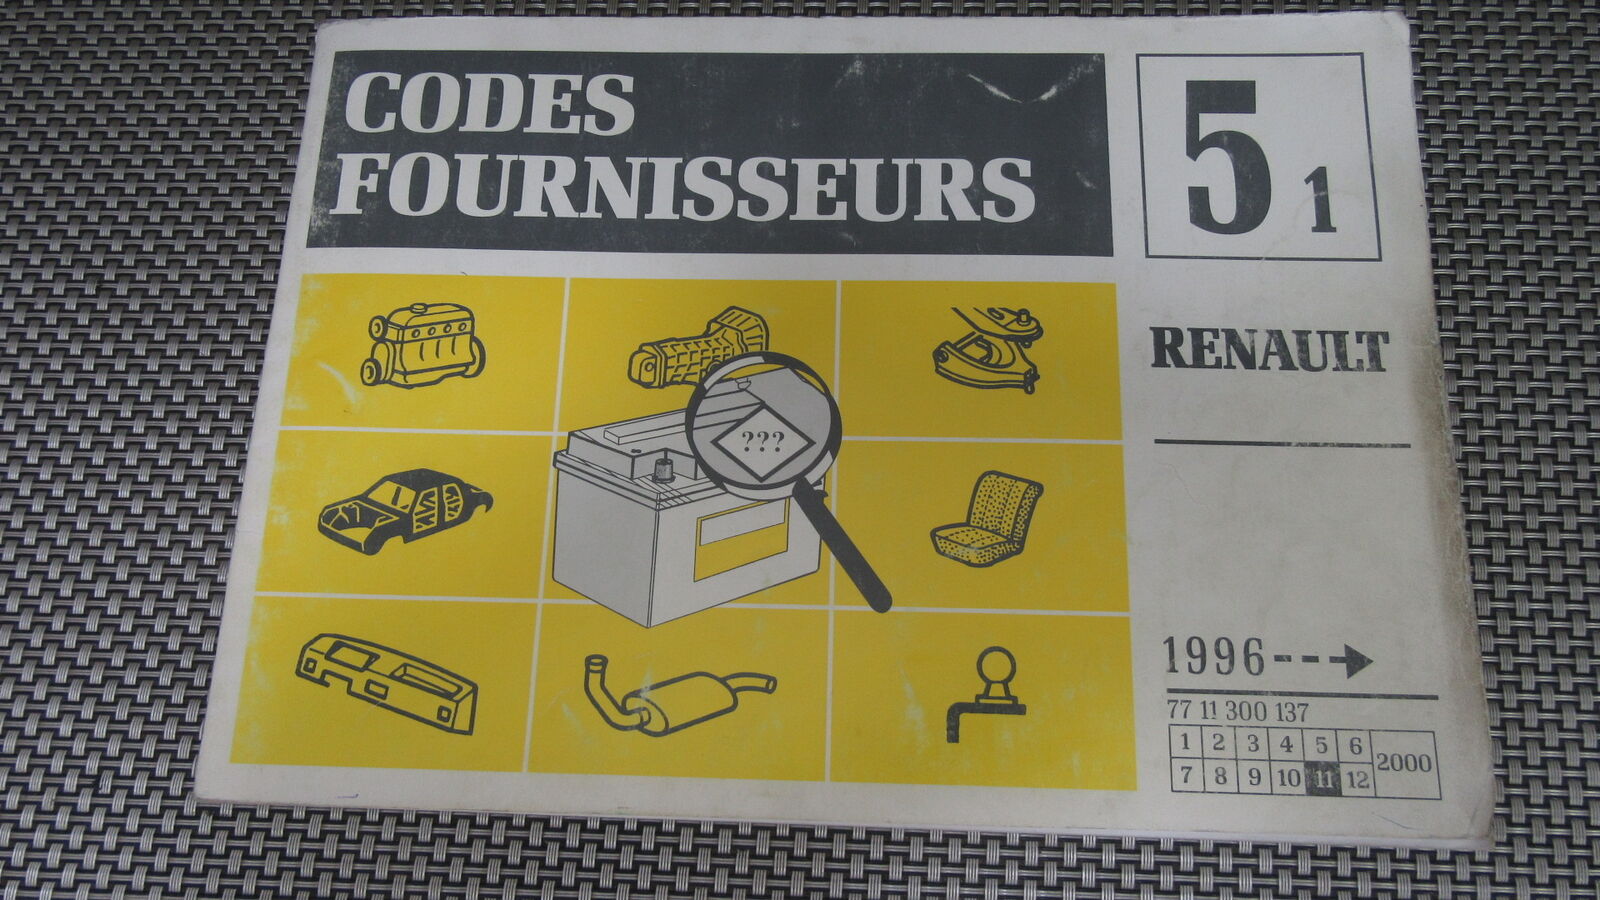 CODES
FOURNISSEURS
5 1
RENAULT
???
1996--->
77 11 300 137
1 2 3 4 5 6
7 8 9 10 11 12
2000